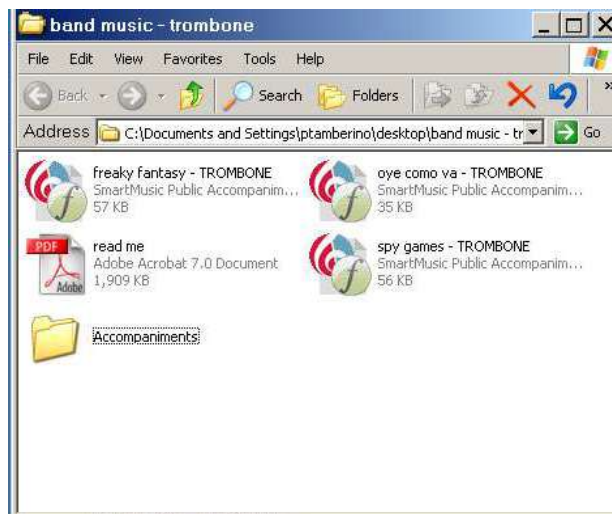 band music - trombone
File Edit View Favorites Tools Help
Back Search Folders »
Address C:\Documents and Settings\ptamberino\desktop\band music - tr Go
freaky fantasy - TROMBONE
SmartMusic Public Accompanim...
57 KB
oye como va - TROMBONE
SmartMusic Public Accompanim...
35 KB
PDF
Adobe
read me
Adobe Acrobat 7.0 Document
1,909 KB
spy games - TROMBONE
SmartMusic Public Accompanim...
56 KB
Accompaniments